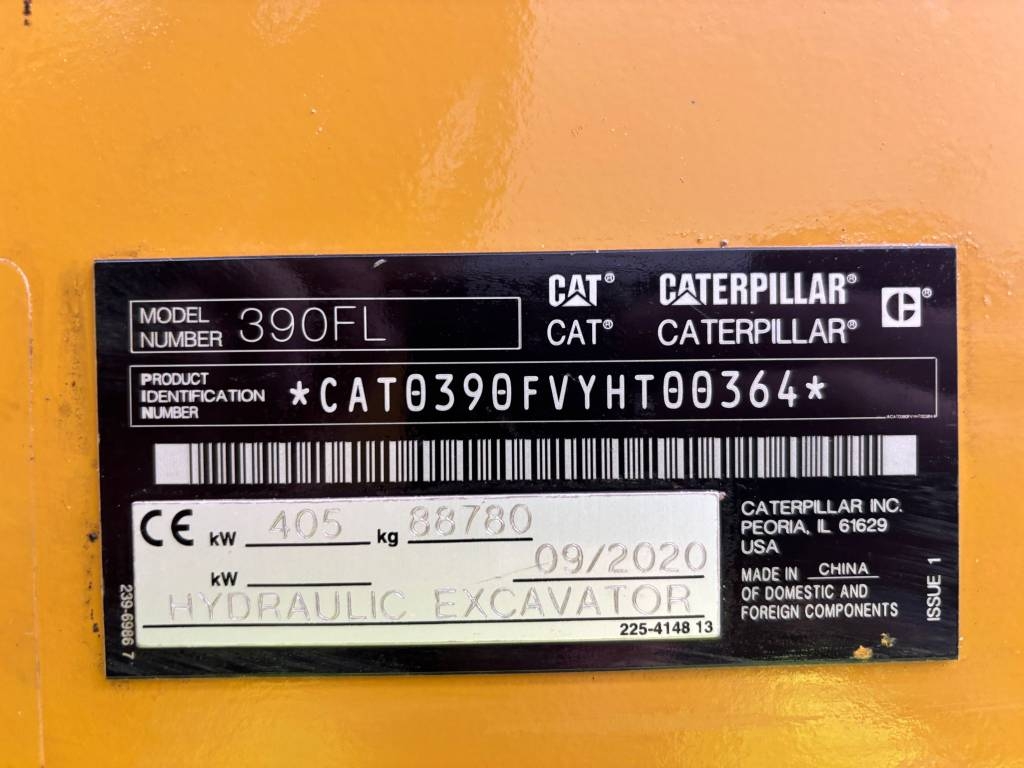 MODEL NUMBER 390FL
CAT® CATERPILLAR® C®
CAT® CATERPILLAR®
PRODUCT IDENTIFICATION NUMBER *CAT0390FVYHT00364*
*CAT0390FVYHT00364*
CE kW 405 kg 88780
kW 09/2020
HYDRAULIC EXCAVATOR
225-4148 13
239-6986 7
CATERPILLAR INC.
PEORIA, IL 61629
USA
MADE IN CHINA
OF DOMESTIC AND
FOREIGN COMPONENTS
ISSUE 1